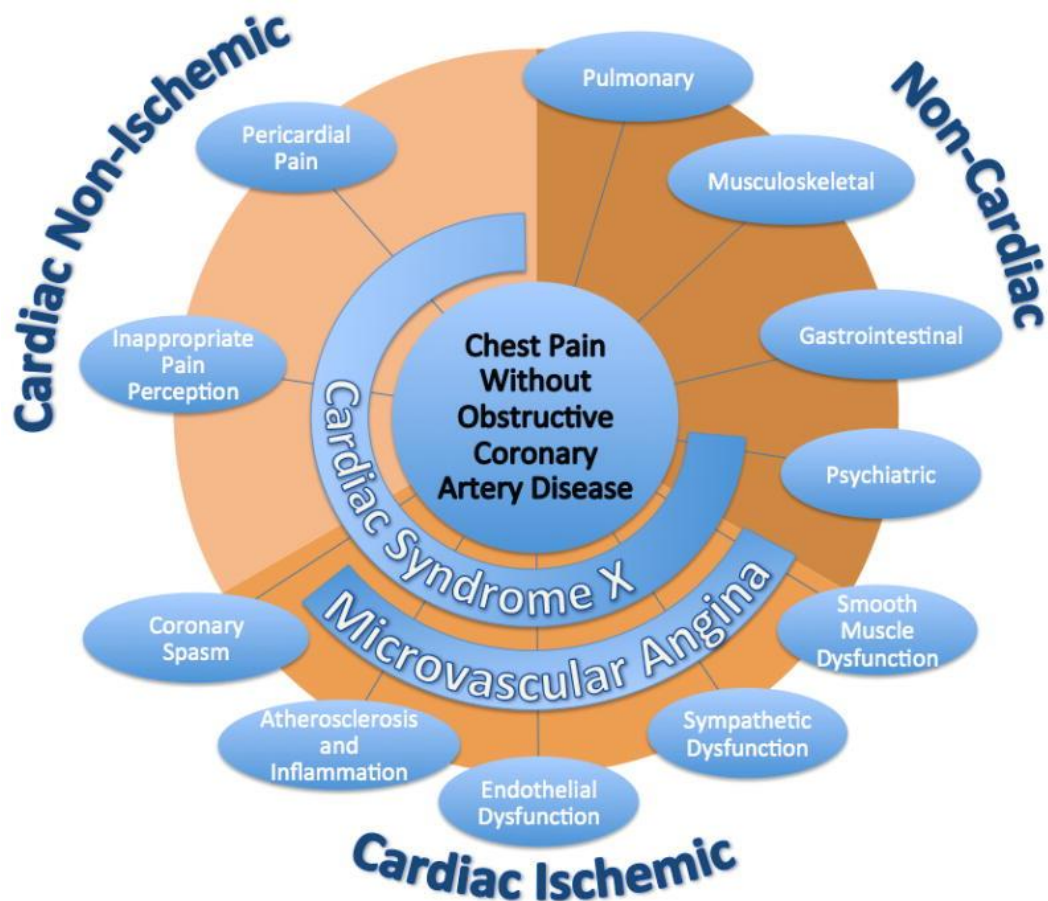 Cardiac Non-Ischemic
Non-Cardiac
Pulmonary
Pericardial
Pain
Musculoskeletal
Inappropriate
Pain
Perception
Gastrointestinal
Chest Pain
Without
Obstructive
Coronary
Artery Disease
Psychiatric
Cardiac Syndrome X
Microvascular Angina
Coronary
Spasm
Smooth
Muscle
Dysfunction
Atherosclerosis
and
Inflammation
Sympathetic
Dysfunction
Endothelial
Dysfunction
Cardiac Ischemic